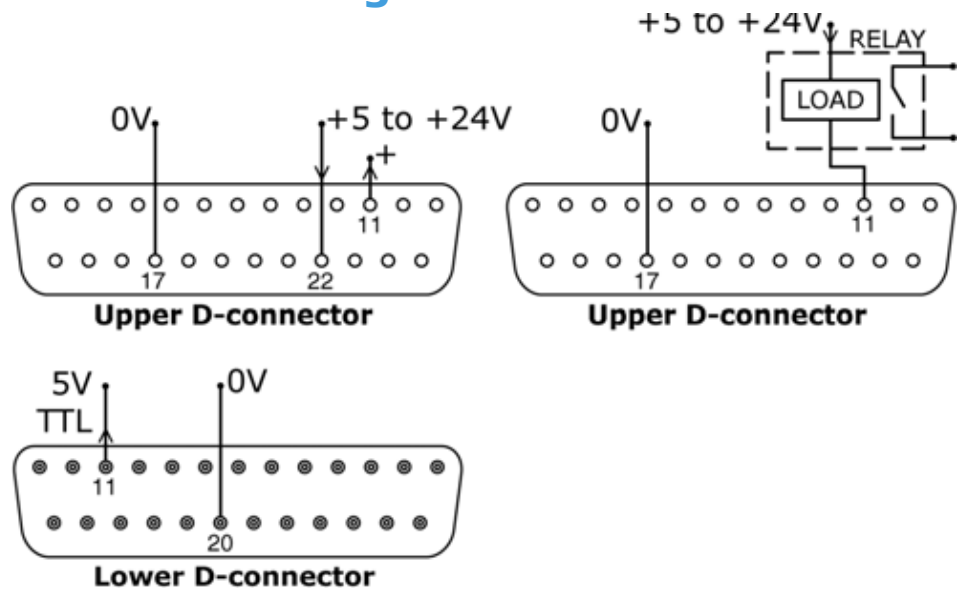 g
+5 to +24V
RELAY
LOAD
0V
+5 to +24V
+
11
17
22
Upper D-connector
0V
11
17
Upper D-connector
5V
TTL
0V
11
20
Lower D-connector